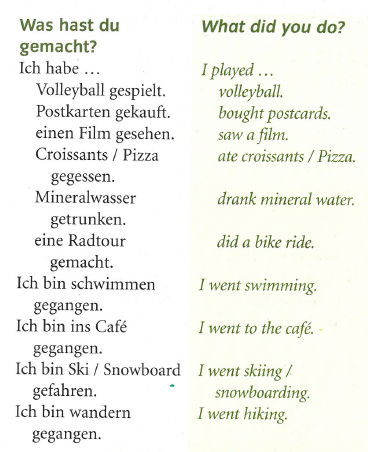 Was hast du
gemacht?
Ich habe …
Volleyball gespielt.
Postkarten gekauft.
einen Film gesehen.
Croissants / Pizza
gegessen.
Mineralwasser
getrunken.
eine Radtour
gemacht.
Ich bin schwimmen
gegangen.
Ich bin ins Café
gegangen.
Ich bin Ski / Snowboard
gefahren.
Ich bin wandern
gegangen.
What did you do?
I played …
volleyball.
bought postcards.
saw a film.
ate croissants / Pizza.
drank mineral water.
did a bike ride.
I went swimming.
I went to the café.
I went skiing /
snowboarding.
I went hiking.